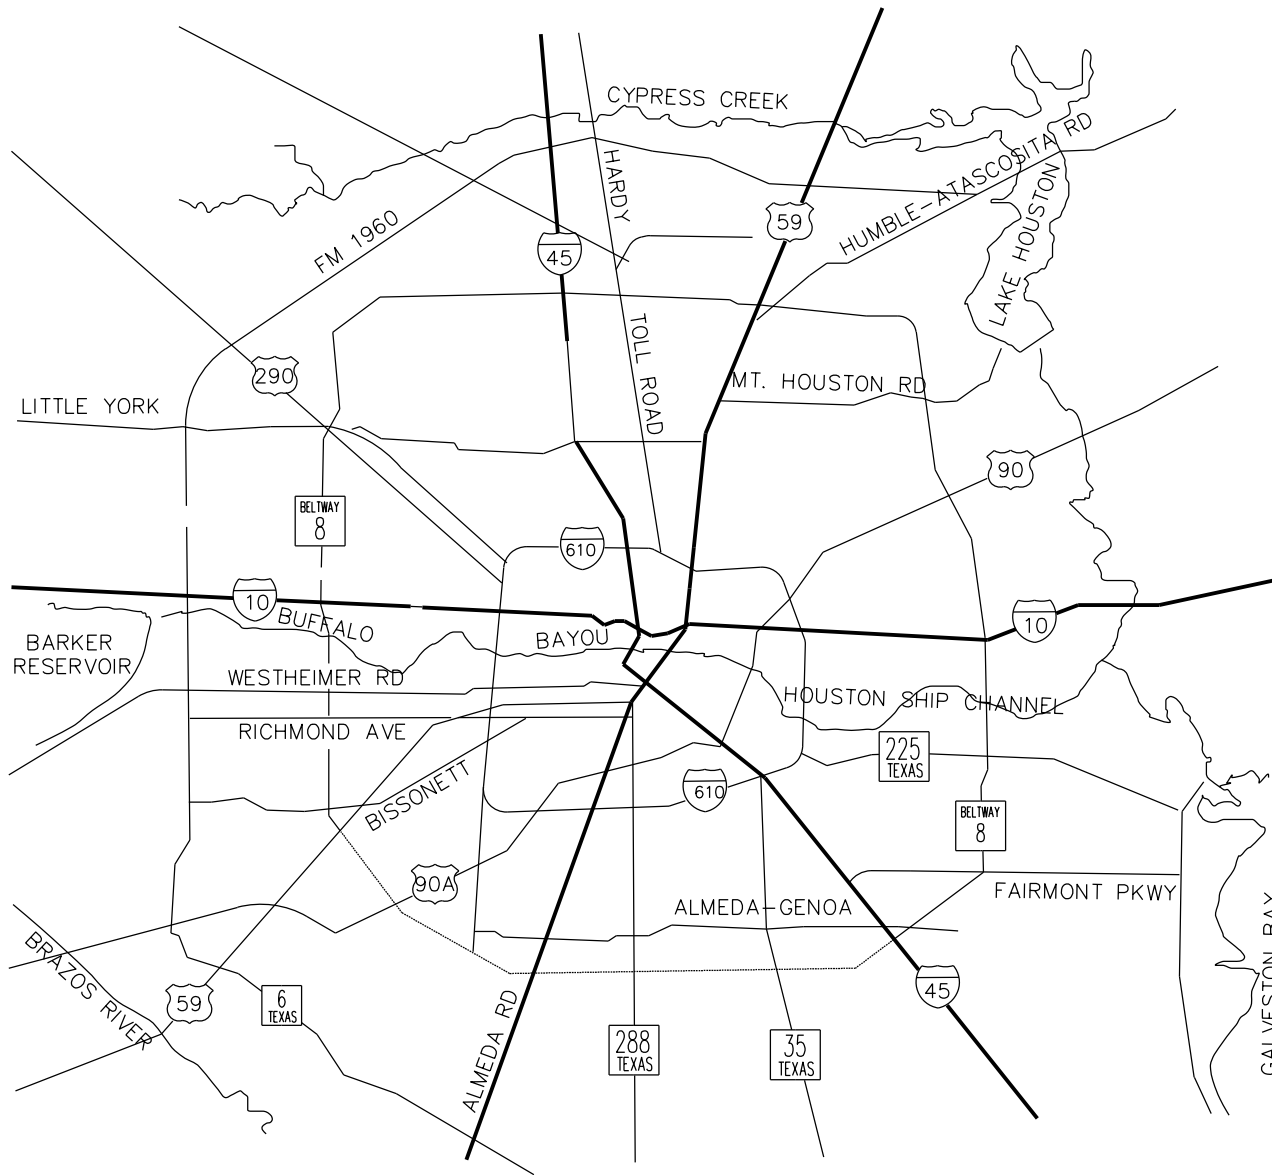 CYPRESS CREEK
HUMBLE-ATASCOSITA RD
HARDY
59
LAKE HOUSTON
FM 1960
45
TOLL ROAD
290
MT. HOUSTON RD
LITTLE YORK
90
BELTWAY
8
610
10
BUFFALO
BAYOU
10
BARKER
RESERVOIR
WESTHEIMER RD
HOUSTON SHIP CHANNEL
RICHMOND AVE
225
TEXAS
BISSONETT
610
BELTWAY
8
90A
FAIRMONT PKWY
ALMEDA-GENOA
GALVESTON BAY
BRAZOS RIVER
45
59
6
TEXAS
ALMEDA RD
288
TEXAS
35
TEXAS